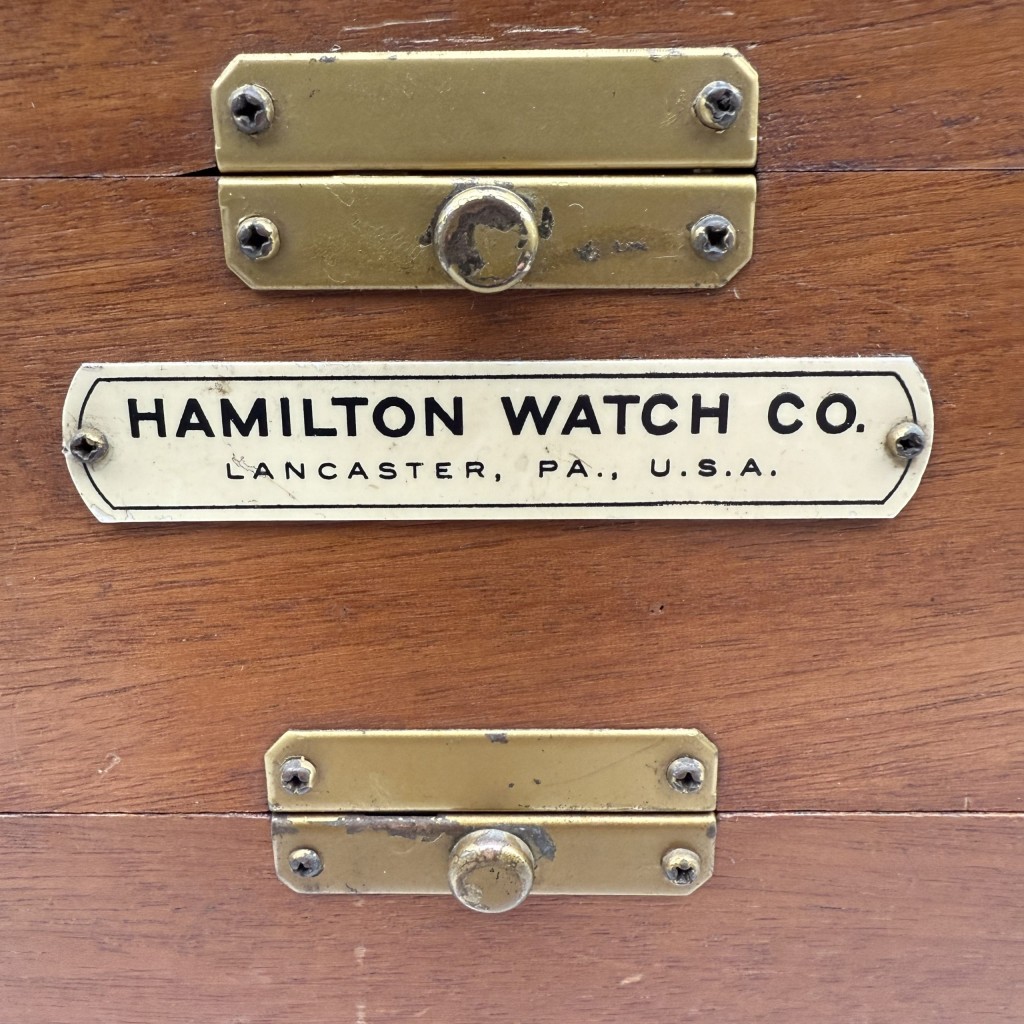 HAMILTON WATCH CO.
LANCASTER, PA., U.S.A.